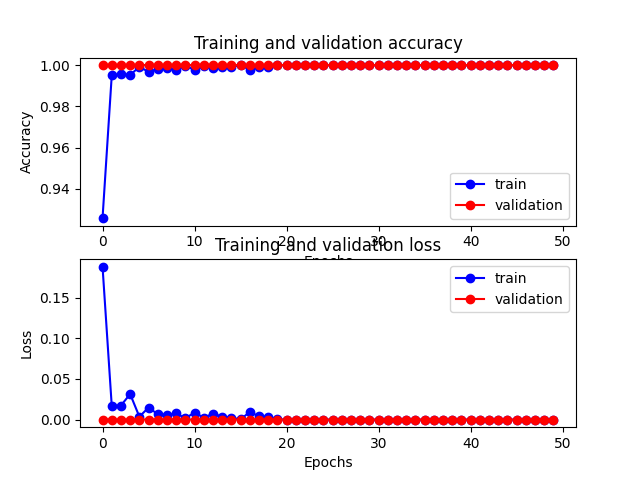 Training and validation accuracy
1.00
0.98
0.96
0.94
Accuracy
train
validation
0 10 20 30 40 50
Epochs
Training and validation loss
0.15
0.10
0.05
0.00
Loss
train
validation
0 10 20 30 40 50
Epochs